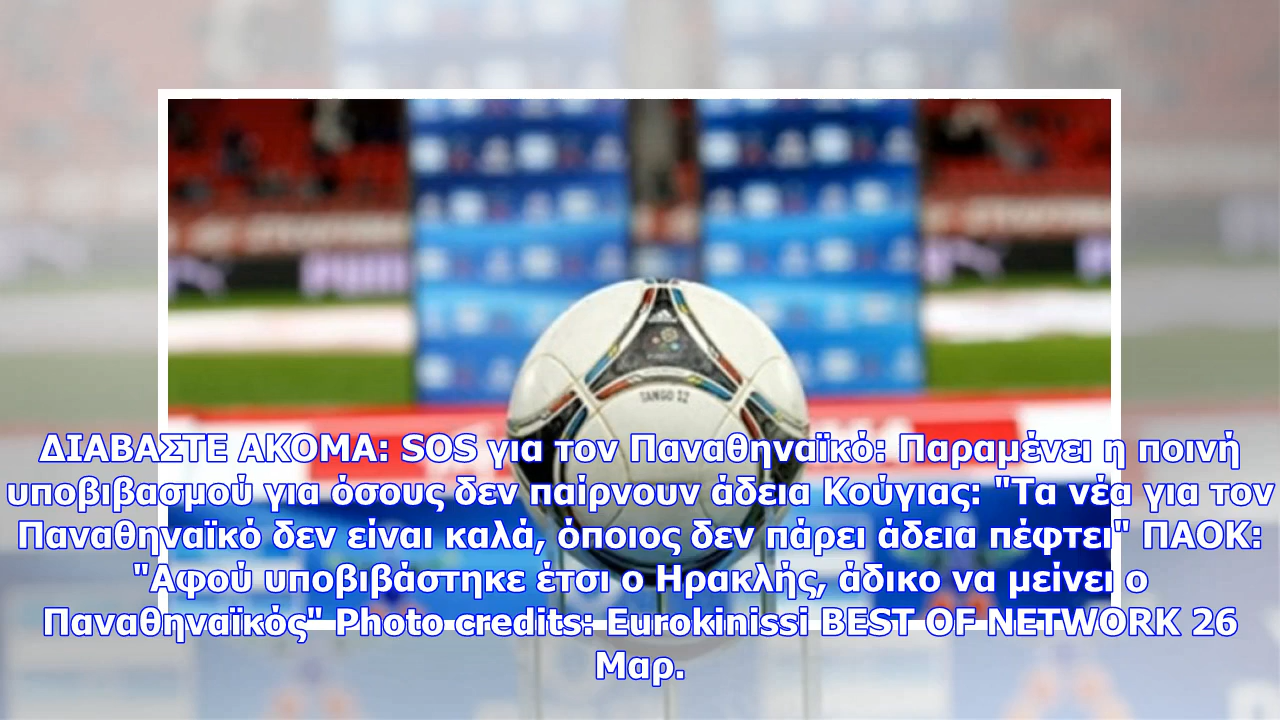 TANGO 12
ΔΙΑΒΑΣΤΕ ΑΚΟΜΑ: SOS για τον Παναθηναϊκό: Παραμένει η ποινή
υποβιβασμού για όσους δεν παίρνουν άδεια Κούγιας: "Τα νέα για τον
Παναθηναϊκό δεν είναι καλά, όποιος δεν πάρει άδεια πέφτει" ΠΑΟΚ:
"Αφού υποβιβάστηκε έτσι ο Ηρακλής, άδικο να μείνει ο
Παναθηναϊκός" Photo credits: Eurokinissi BEST OF NETWORK 26
Μαρ.